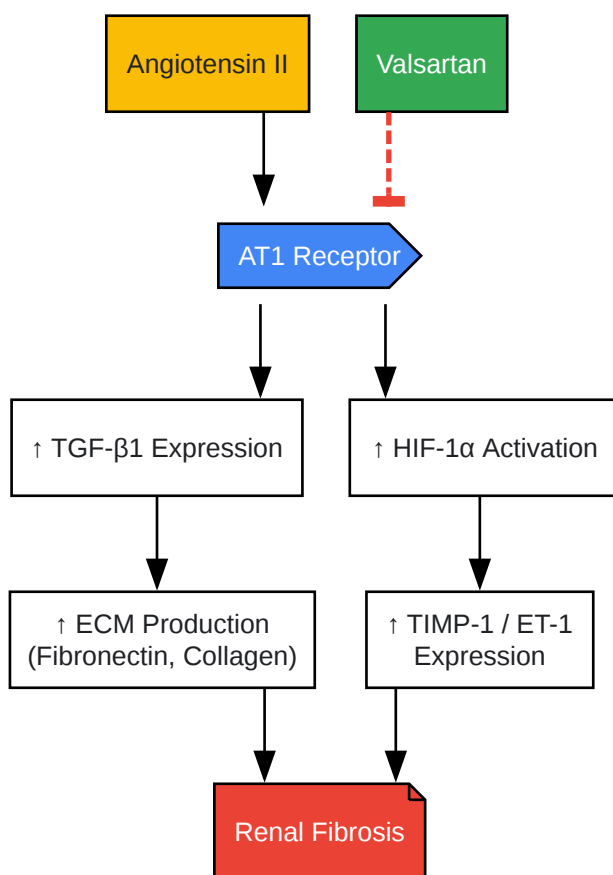 Angiotensin II
Valsartan
AT1 Receptor
↑ TGF-β1 Expression
↑ HIF-1α Activation
↑ ECM Production
(Fibronectin, Collagen)
↑ TIMP-1 / ET-1
Expression
Renal Fibrosis